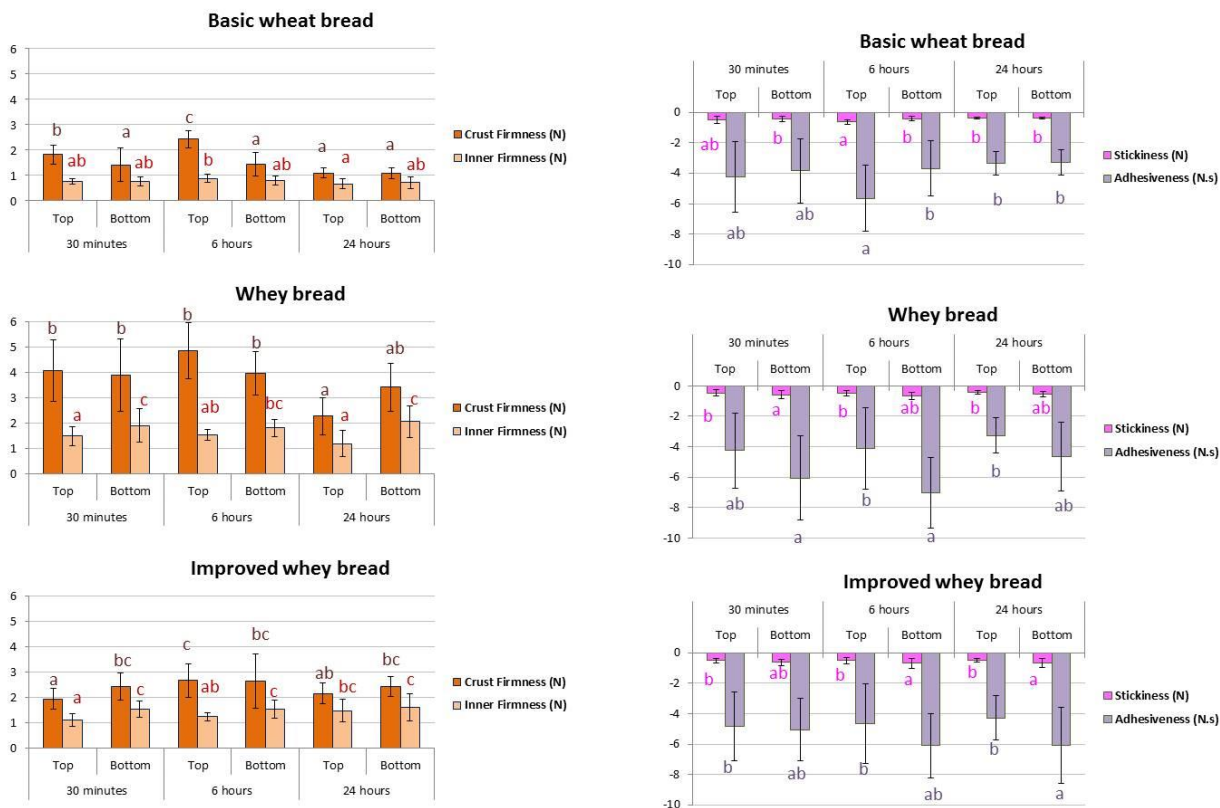 Basic wheat bread
6
5
4
3
2
1
0
b
ab
a
ab
c
b
a
ab
a
a
a
ab
Top
Bottom
Top
Bottom
Top
Bottom
30 minutes
6 hours
24 hours
Crust Firmness (N)
Inner Firmness (N)
Basic wheat bread
30 minutes
6 hours
24 hours
Top
Bottom
Top
Bottom
Top
Bottom
0
-2
-4
-6
-8
-10
ab
ab
b
ab
a
a
b
b
b
b
b
b
Stickiness (N)
Adhesiveness (N.s)
Whey bread
6
5
4
3
2
1
0
b
a
b
c
b
ab
b
bc
a
a
ab
c
Top
Bottom
Top
Bottom
Top
Bottom
30 minutes
6 hours
24 hours
Crust Firmness (N)
Inner Firmness (N)
Whey bread
30 minutes
6 hours
24 hours
Top
Bottom
Top
Bottom
Top
Bottom
0
-2
-4
-6
-8
-10
b
ab
a
a
b
b
ab
a
b
b
ab
ab
Stickiness (N)
Adhesiveness (N.s)
Improved whey bread
6
5
4
3
2
1
0
a
a
bc
c
c
ab
bc
c
ab
bc
bc
c
Top
Bottom
Top
Bottom
Top
Bottom
30 minutes
6 hours
24 hours
Crust Firmness (N)
Inner Firmness (N)
Improved whey bread
30 minutes
6 hours
24 hours
Top
Bottom
Top
Bottom
Top
Bottom
0
-2
-4
-6
-8
-10
b
b
ab
ab
b
b
a
ab
b
b
a
a
Stickiness (N)
Adhesiveness (N.s)